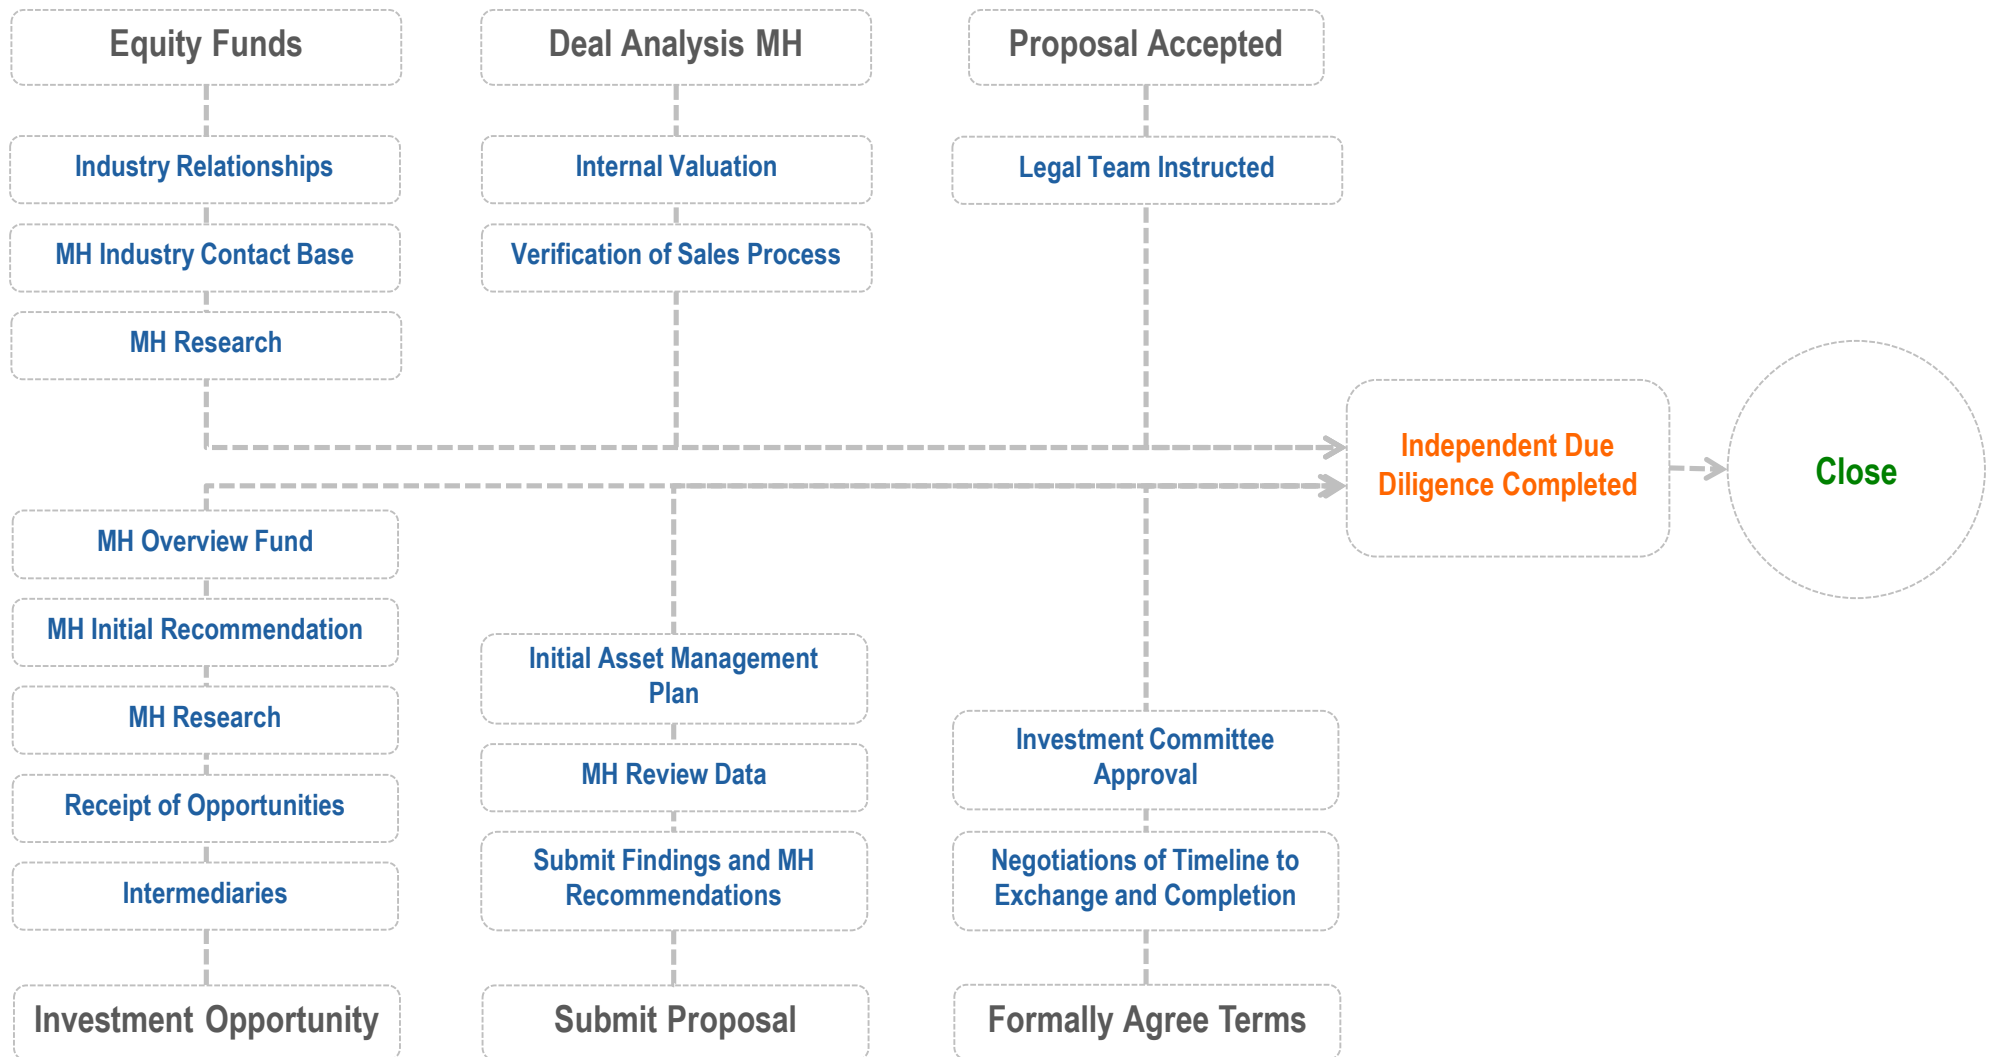 Equity Funds
Deal Analysis MH
Proposal Accepted
Industry Relationships
Internal Valuation
Legal Team Instructed
MH Industry Contact Base
Verification of Sales Process
MH Research
Independent Due
Diligence Completed
Close
MH Overview Fund
MH Initial Recommendation
Initial Asset Management
Plan
MH Research
Investment Committee
Approval
MH Review Data
Receipt of Opportunities
Submit Findings and MH
Recommendations
Negotiations of Timeline to
Exchange and Completion
Intermediaries
Investment Opportunity
Submit Proposal
Formally Agree Terms